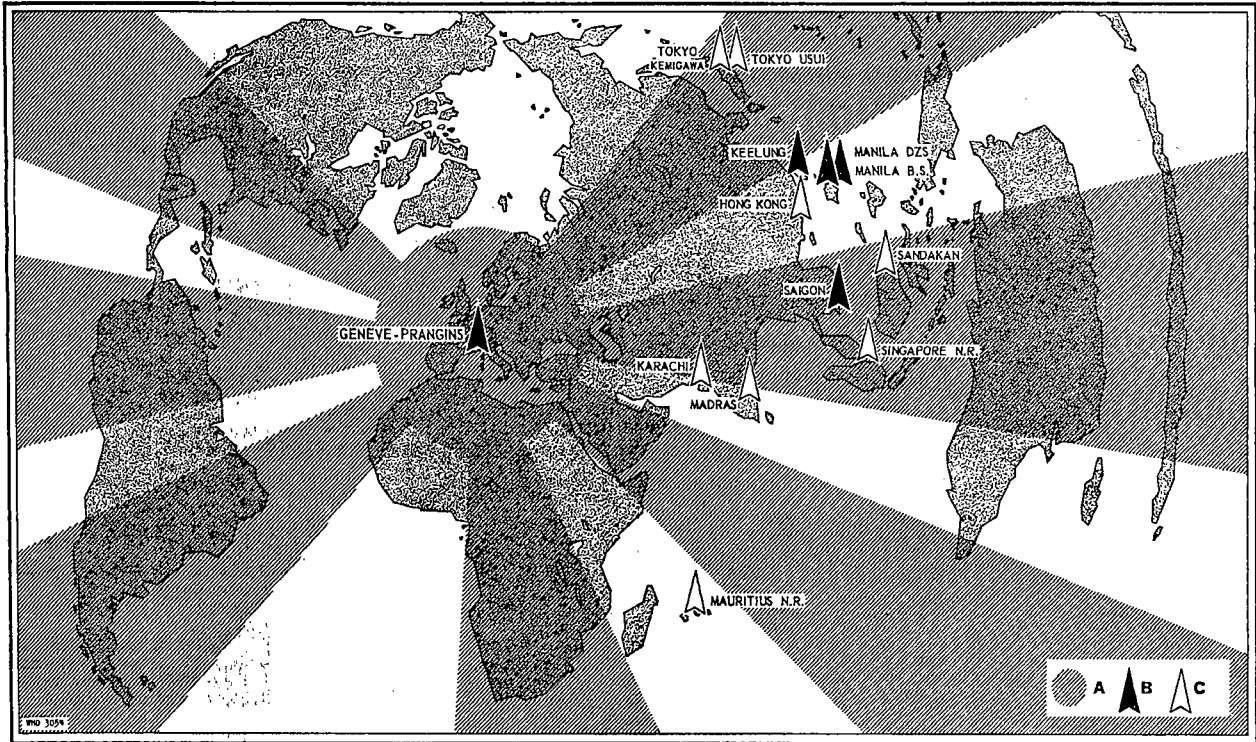 TOKYO
KEMIGAWA
TOKYO USUI
KEELUNG
MANILA DZS
MANILA B.S.
HONG KONG
SANDAKAN
SAIGON
GENEVE-PRANGINS
SINGAPORE N.R.
KARACHI
MADRAS
MAURITIUS N.R.
A B C
WHO 3054